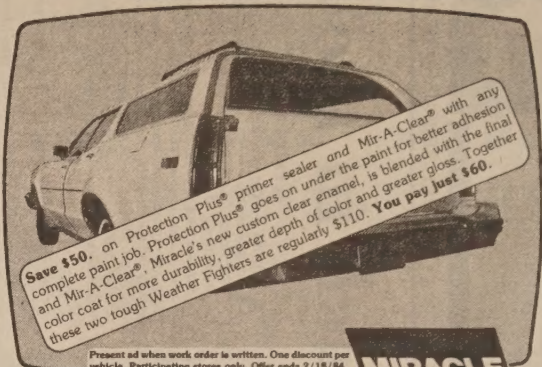 Save $50. on Protection Plus® primer sealer and Mir-A-Clear® with any
complete paint job. Protection Plus® goes on under the paint for better adhesion
and Mir-A-Clear®, Miracle's new custom clear enamel, is blended with the final
color coat for more durability, greater depth of color and greater gloss. Together
these two tough Weather Fighters are regularly $110. You pay just $60.
Present ad when work order is written. One discount per
vehicle. Participating stores only. Offer ends 2/18/84.
MIRACLE